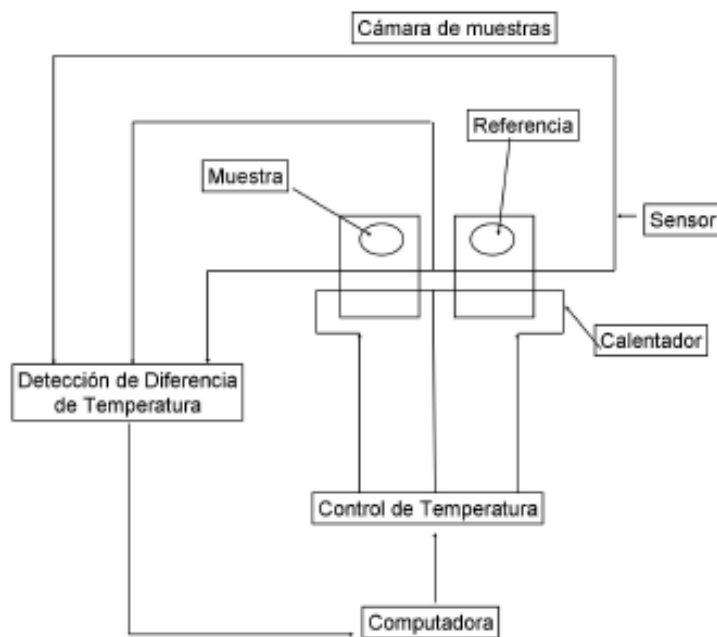 Cámara de muestras
Referencia
Muestra
Sensor
Calentador
Detección de Diferencia
de Temperatura
Control de Temperatura
Computadora